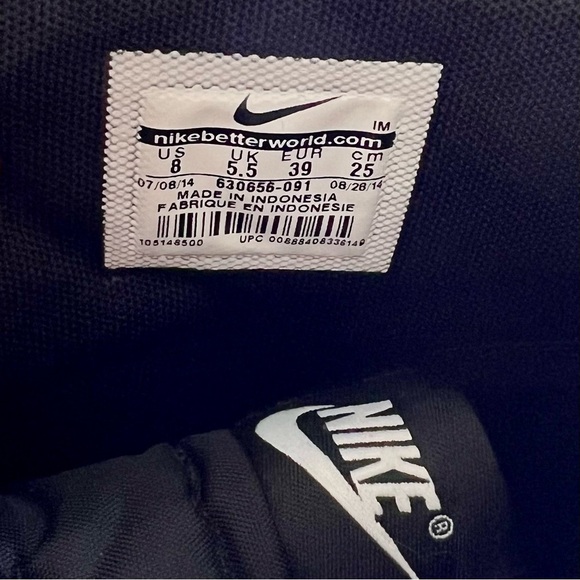 IM
nikebetterworld.com
US UK EUR cm
8 5.5 39 25
07/08/14 630656-091 08/28/14
MADE IN INDONESIA
FABRIQUE EN INDONESIE
105148500 UPC 00888408336149
NIKE®